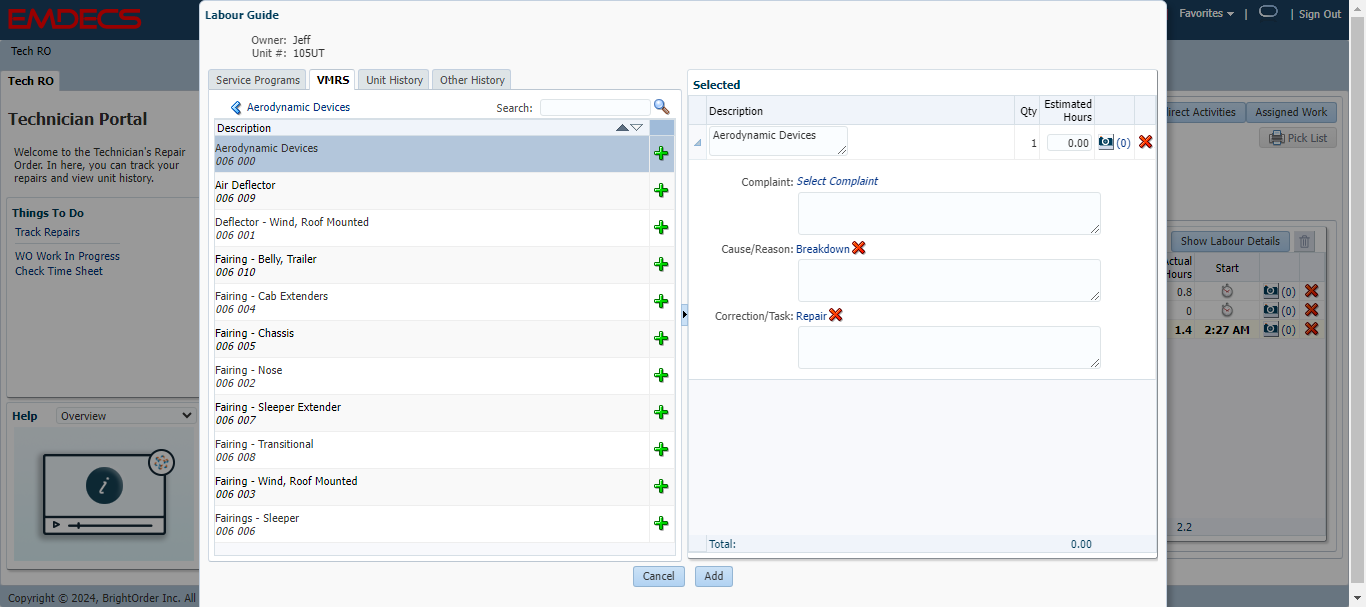 EMDECS
Labour Guide
Favorites
|
| Sign Out
Tech RO
Owner: Jeff
Unit #: 105UT
Tech RO
Service Programs
VMRS
Unit History
Other History
Selected
Technician Portal
Welcome to the Technician's Repair
Order. In here, you can track your
repairs and view unit history.
Things To Do
Track Repairs
WO Work In Progress
Check Time Sheet
Help
Overview
i
Aerodynamic Devices
Search:
Description
Aerodynamic Devices
006 000
Air Deflector
006 009
Deflector - Wind, Roof Mounted
006 001
Fairing - Belly, Trailer
006 010
Fairing - Cab Extenders
006 004
Fairing - Chassis
006 005
Fairing - Nose
006 002
Fairing - Sleeper Extender
006 007
Fairing - Transitional
006 008
Fairing - Wind, Roof Mounted
006 003
Fairings - Sleeper
006 006
Description
Qty
Estimated
Hours
Aerodynamic Devices
1
0.00
(0)
Complaint: Select Complaint
Cause/Reason: Breakdown
Correction/Task: Repair
Total:
0.00
Cancel
Add
Activities
Assigned Work
Pick List
Show Labour Details
Hours
Start
0.8
(0)
0
(0)
1.4
2:27 AM
(0)
2.2
Copyright © 2024, BrightOrder Inc. All